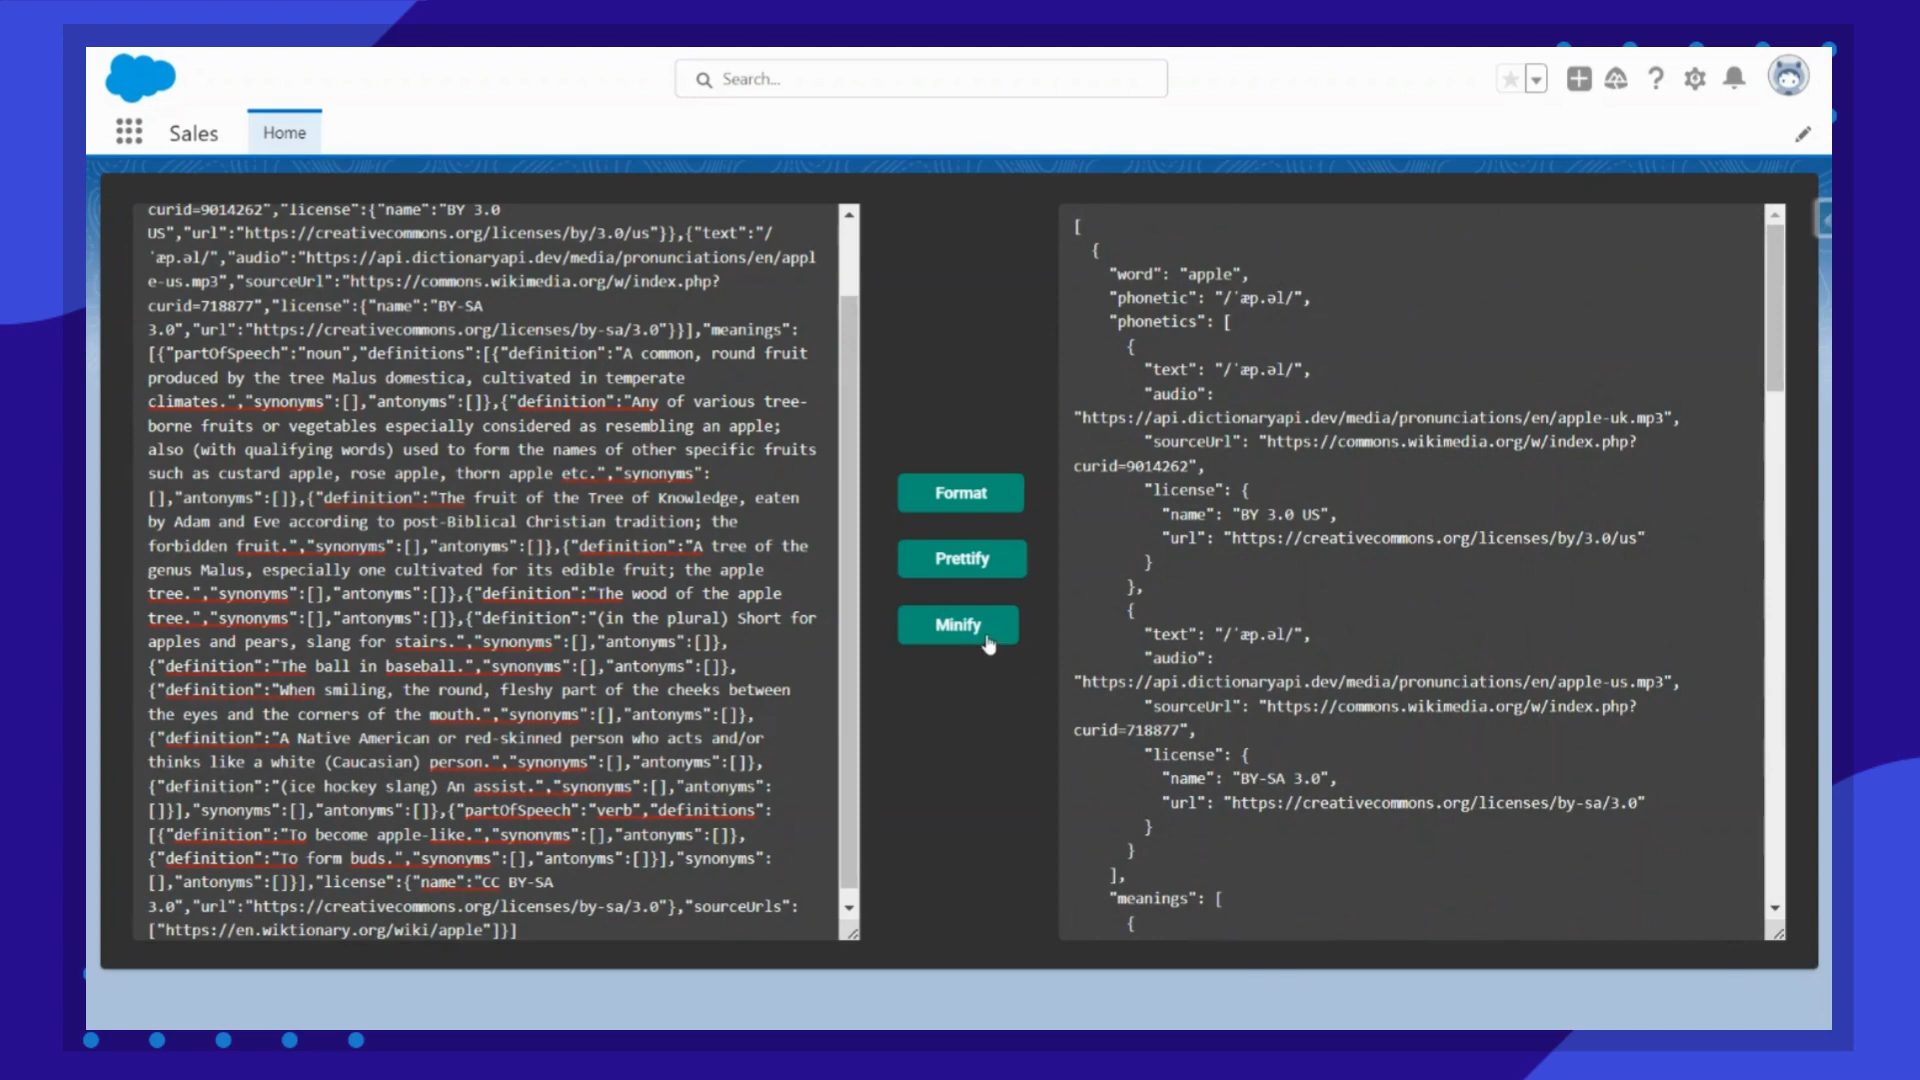 Search...
Sales
Home
curid=9014262","license":{"name":"BY 3.0
US","url":"https://creativecommons.org/licenses/by/3.0/us"}},{"text":"/
ˈæp.əl/","audio":"https://api.dictionaryapi.dev/media/pronunciations/en/appl
e-us.mp3","sourceUrl":"https://commons.wikimedia.org/w/index.php?
curid=718877","license":{"name":"BY-SA
3.0","url":"https://creativecommons.org/licenses/by-sa/3.0"}}],"meanings":
[{"partOfSpeech":"noun","definitions":[{"definition":"A common, round fruit
produced by the tree Malus domestica, cultivated in temperate
climates.","synonyms":[],"antonyms":[]},{"definition":"Any of various tree-
borne fruits or vegetables especially considered as resembling an apple;
also (with qualifying words) used to form the names of other specific fruits
such as custard apple, rose apple, thorn apple etc.","synonyms":
[],"antonyms":[]},{"definition":"The fruit of the Tree of Knowledge, eaten
by Adam and Eve according to post-Biblical Christian tradition; the
forbidden fruit.","synonyms":[],"antonyms":[]},{"definition":"A tree of the
genus Malus, especially one cultivated for its edible fruit; the apple
tree.","synonyms":[],"antonyms":[]},{"definition":"The wood of the apple
tree.","synonyms":[],"antonyms":[]},{"definition":"(in the plural) Short for
apples and pears, slang for stairs.","synonyms":[],"antonyms":[]},
{"definition":"The ball in baseball.","synonyms":[],"antonyms":[]},
{"definition":"When smiling, the round, fleshy part of the cheeks between
the eyes and the corners of the mouth.","synonyms":[],"antonyms":[]},
{"definition":"A Native American or red-skinned person who acts and/or
thinks like a white (Caucasian) person.","synonyms":[],"antonyms":[]},
{"definition":"(ice hockey slang) An assist.","synonyms":[],"antonyms":
[]}],"synonyms":[],"antonyms":[]},{"partOfSpeech":"verb","definitions":
[{"definition":"To become apple-like.","synonyms":[],"antonyms":[]},
{"definition":"To form buds.","synonyms":[],"antonyms":[]}],"synonyms":
[],"antonyms":[]}],"license":{"name":"CC BY-SA
3.0","url":"https://creativecommons.org/licenses/by-sa/3.0"},"sourceUrls":
["https://en.wiktionary.org/wiki/apple"]}]
Format
Prettify
Minify
[
{
"word": "apple",
"phonetic": "/ˈæp.əl/",
"phonetics": [
{
"text": "/ˈæp.əl/",
"audio":
"https://api.dictionaryapi.dev/media/pronunciations/en/apple-uk.mp3",
"sourceUrl": "https://commons.wikimedia.org/w/index.php?
curid=9014262",
"license": {
"name": "BY 3.0 US",
"url": "https://creativecommons.org/licenses/by/3.0/us"
}
},
{
"text": "/ˈæp.əl/",
"audio":
"https://api.dictionaryapi.dev/media/pronunciations/en/apple-us.mp3",
"sourceUrl": "https://commons.wikimedia.org/w/index.php?
curid=718877",
"license": {
"name": "BY-SA 3.0",
"url": "https://creativecommons.org/licenses/by-sa/3.0"
}
}
],
"meanings": [
{